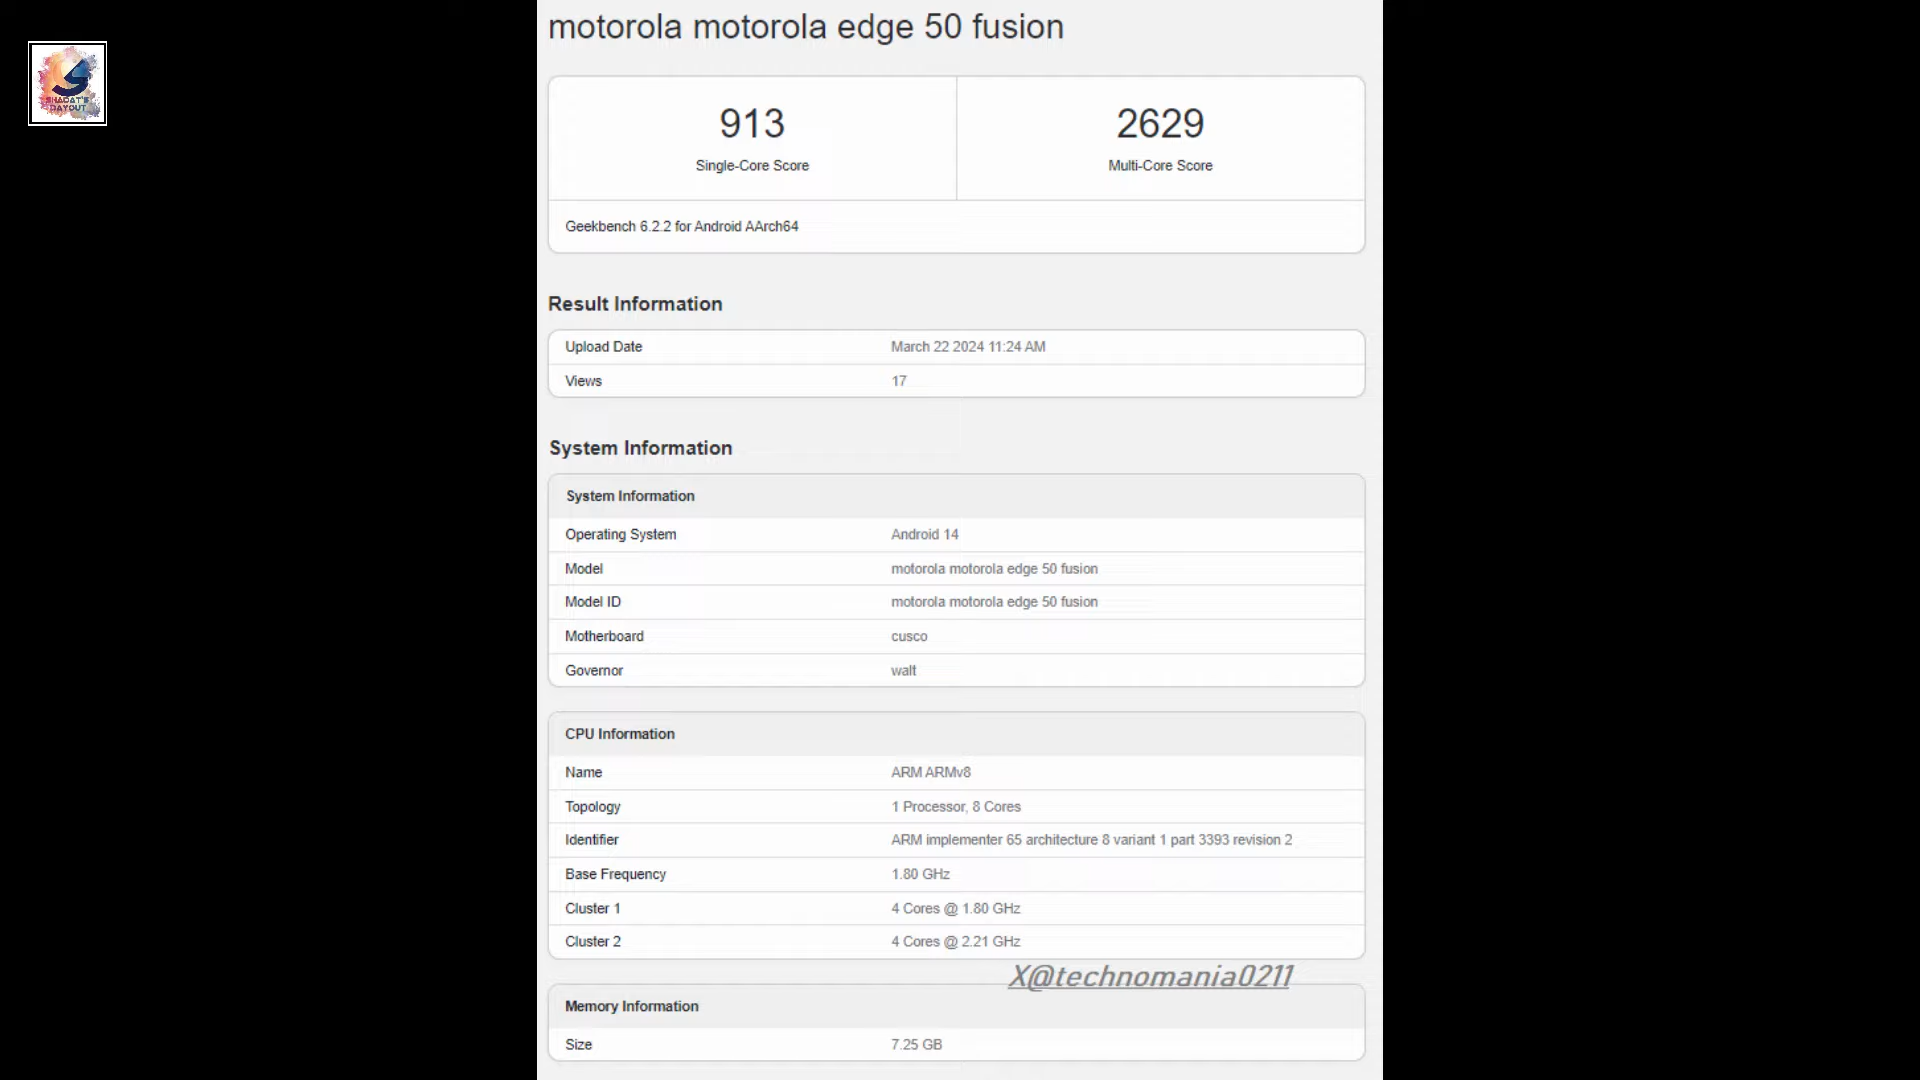 motorola motorola edge 50 fusion
SHADAT'S
DAYOUT
913
2629
Single-Core Score
Multi-Core Score
Geekbench 6.2.2 for Android AArch64
Result Information
Upload Date March 22 2024 11:24 AM
Views 17
System Information
System Information
Operating System Android 14
Model motorola motorola edge 50 fusion
Model ID motorola motorola edge 50 fusion
Motherboard cusco
Governor walt
CPU Information
Name ARM ARMv8
Topology 1 Processor, 8 Cores
Identifier ARM implementer 65 architecture 8 variant 1 part 3393 revision 2
Base Frequency 1.80 GHz
Cluster 1 4 Cores @ 1.80 GHz
Cluster 2 4 Cores @ 2.21 GHz
X@technomania0211
Memory Information
Size 7.25 GB